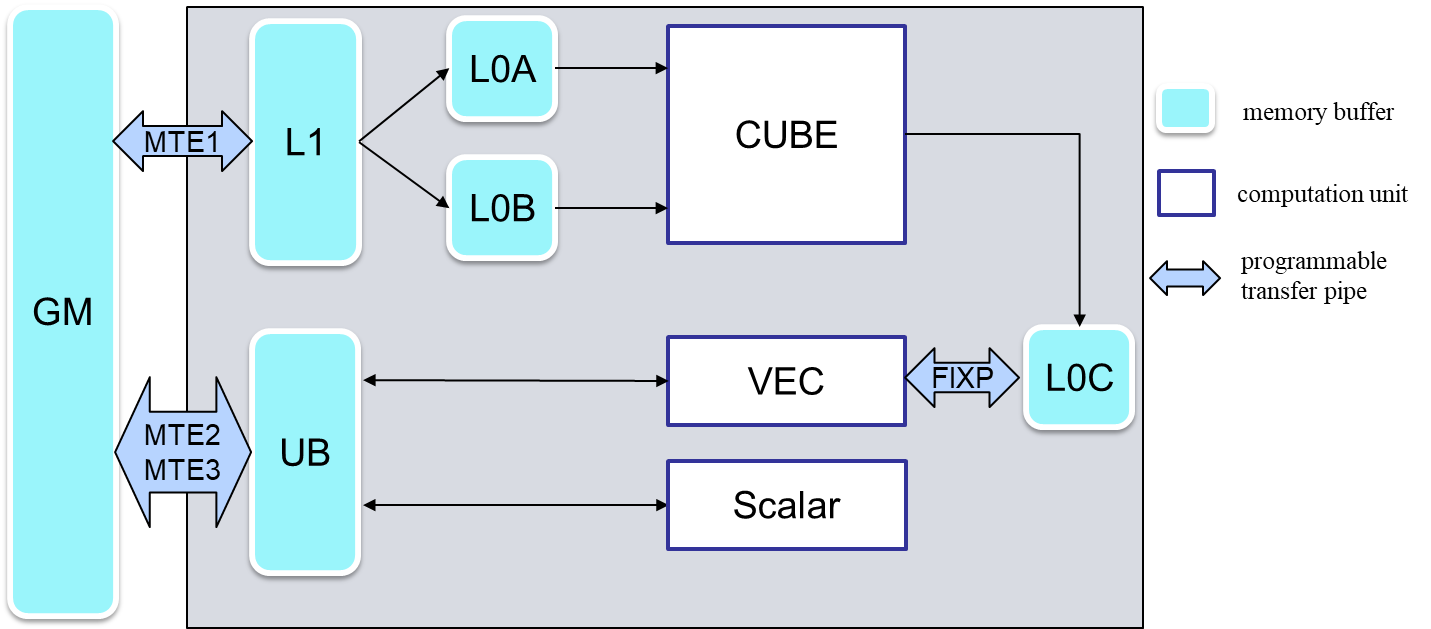 GM
MTE1
L1
L0A
L0B
CUBE
MTE2
MTE3
UB
VEC
FIXP
L0C
Scalar
memory buffer
computation unit
programmable
transfer pipe